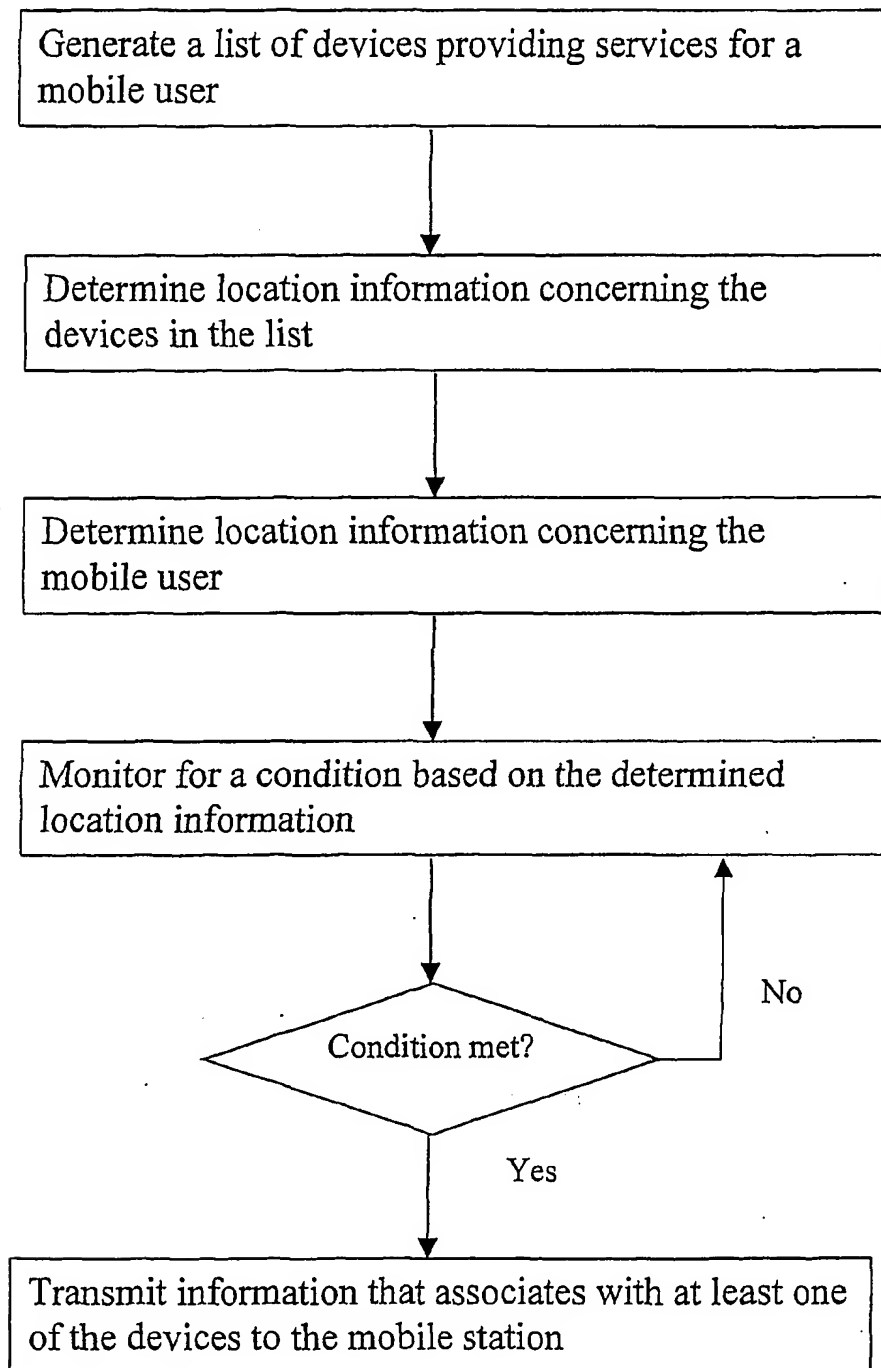 Generate a list of devices providing services for a
mobile user
Determine location information concerning the
devices in the list
Determine location information concerning the
mobile user
Monitor for a condition based on the determined
location information
No
Condition met?
Yes
Transmit information that associates with at least one
of the devices to the mobile station